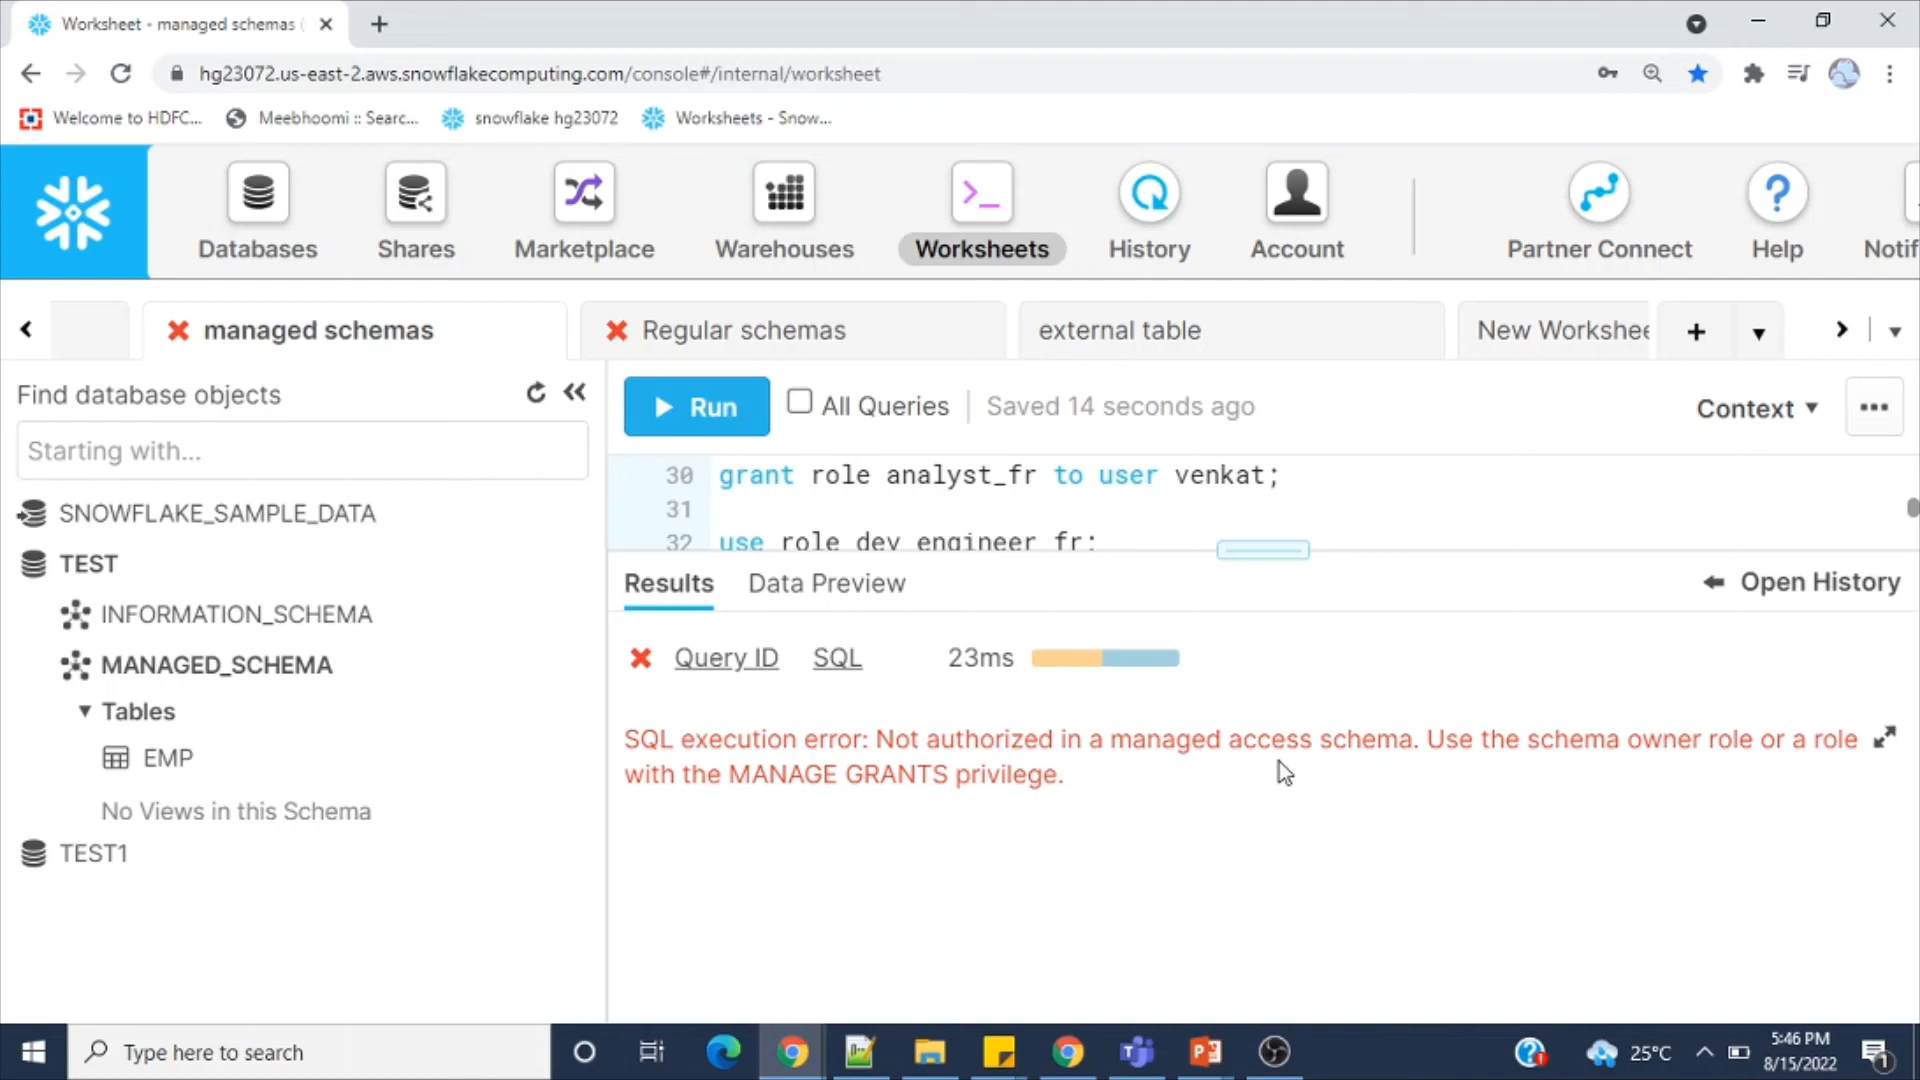 Worksheet - managed schemas (
hg23072.us-east-2.aws.snowflakecomputing.com/console#/internal/worksheet
Welcome to HDFC...
Meebhoomi :: Searc...
snowflake hg23072
Worksheets - Snow...
Databases
Shares
Marketplace
Warehouses
Worksheets
History
Account
Partner Connect
Help
Notif
managed schemas
Regular schemas
external table
New Workshee
Find database objects
Starting with...
SNOWFLAKE_SAMPLE_DATA
TEST
INFORMATION_SCHEMA
MANAGED_SCHEMA
Tables
EMP
No Views in this Schema
TEST1
Run
All Queries
Saved 14 seconds ago
Context
30 grant role analyst_fr to user venkat;
31
32 use role dev_engineer_fr;
Results
Data Preview
Open History
Query ID
SQL
23ms
SQL execution error: Not authorized in a managed access schema. Use the schema owner role or a role
with the MANAGE GRANTS privilege.
Type here to search
25°C
5:46 PM
8/15/2022
1